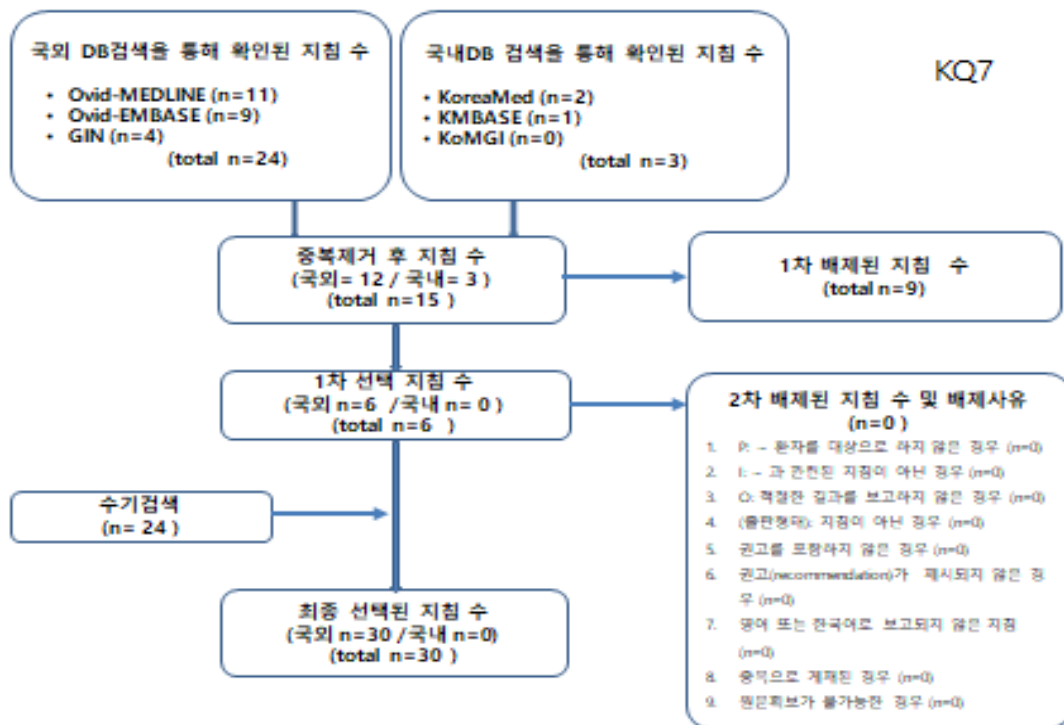 국외 DB검색을 통해 확인된 지침 수
• Ovid-MEDLINE (n=11)
• Ovid-EMBASE (n=9)
• GIN (n=4)
(total n=24)
국내DB 검색을 통해 확인된 지침 수
• KoreaMed (n=2)
• KMBASE (n=1)
• KoMGI (n=0)
(total n=3)
KQ7
중복제거 후 지침 수
(국외= 12 / 국내= 3 )
(total n=15 )
1차 배제된 지침 수
(total n=9)
1차 선택 지침 수
(국외 n=6 /국내 n= 0 )
(total n=6 )
2차 배제된 지침 수 및 배제사유
(n=0 )
1. P: – 환자를 대상으로 하지 않은 경우 (n=0)
2. I: – 과 관련된 지침이 아닌 경우 (n=0)
3. O: 적절한 결과를 보고하지 않은 경우 (n=0)
4. (출판형태): 지침이 아닌 경우 (n=0)
5. 권고를 포함하지 않은 경우 (n=0)
6. 권고(recommendation)가 제시되지 않은 경
우 (n=0)
7. 영어 또는 한국어로 보고되지 않은 지침
(n=0)
8. 중복으로 게재된 경우 (n=0)
9. 원문확보가 불가능한 경우 (n=0)
수기검색
(n= 24 )
최종 선택된 지침 수
(국외 n=30 /국내 n=0)
(total n=30 )